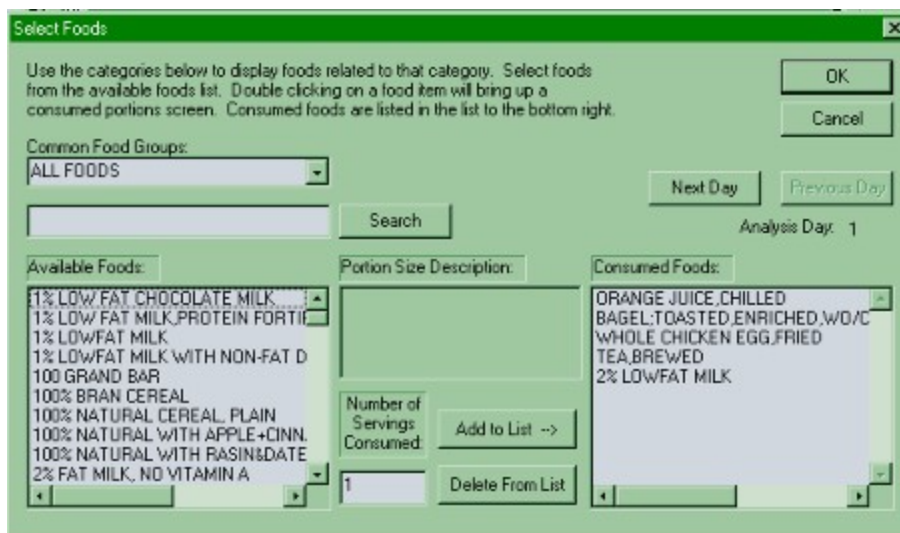 Select Foods
Use the categories below to display foods related to that category. Select foods
from the available foods list. Double clicking on a food item will bring up a
consumed portions screen. Consumed foods are listed in the list to the bottom right.
OK
Cancel
Common Food Groups:
ALL FOODS
Next Day
Previous Day
Search
Analysis Day: 1
Available Foods:
Portion Size Description:
Consumed Foods:
1% LOW FAT CHOCOLATE MILK
1% LOW FAT MILK,PROTEIN FORTIF
1% LOWFAT MILK
1% LOWFAT MILK WITH NON-FAT D
100 GRAND BAR
100% BRAN CEREAL
100% NATURAL CEREAL, PLAIN
100% NATURAL WITH APPLE+CINN.
100% NATURAL WITH RASIN&DATE
2% FAT MILK, NO VITAMIN A
Number of
Servings
Consumed:
1
Add to List -->
Delete From List
ORANGE JUICE,CHILLED
BAGEL;TOASTED,ENRICHED,WO/C
WHOLE CHICKEN EGG,FRIED
TEA,BREWED
2% LOWFAT MILK